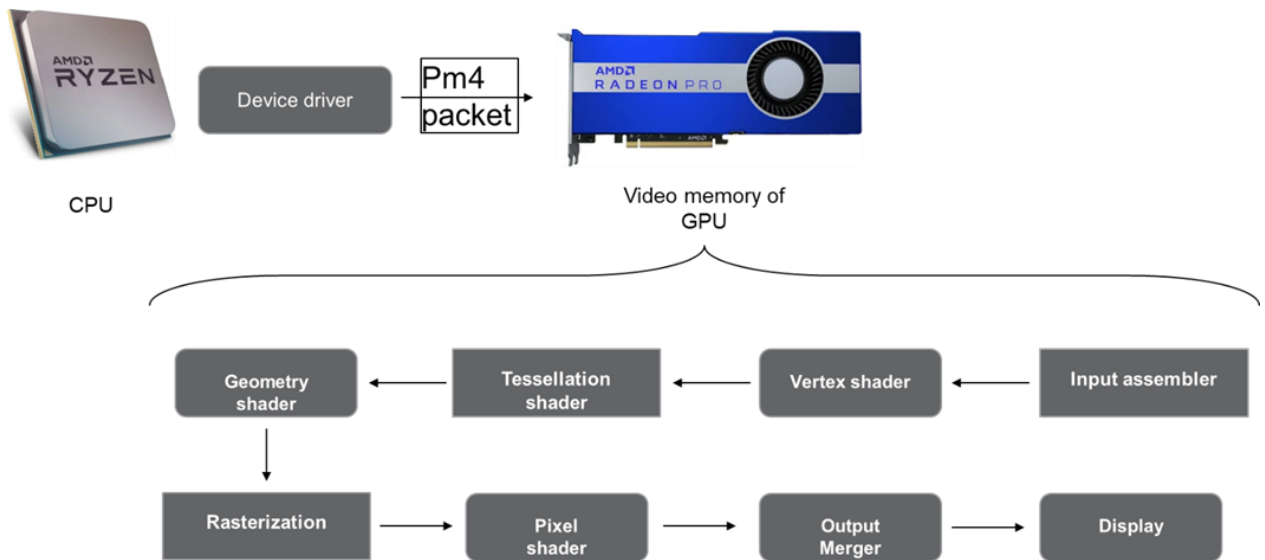 AMD
RYZEN
Device driver
Pm4
packet
AMD
RADEON PRO
AMD
CPU
Video memory of
GPU
Geometry
shader
Tessellation
shader
Vertex shader
Input assembler
Rasterization
Pixel
shader
Output
Merger
Display